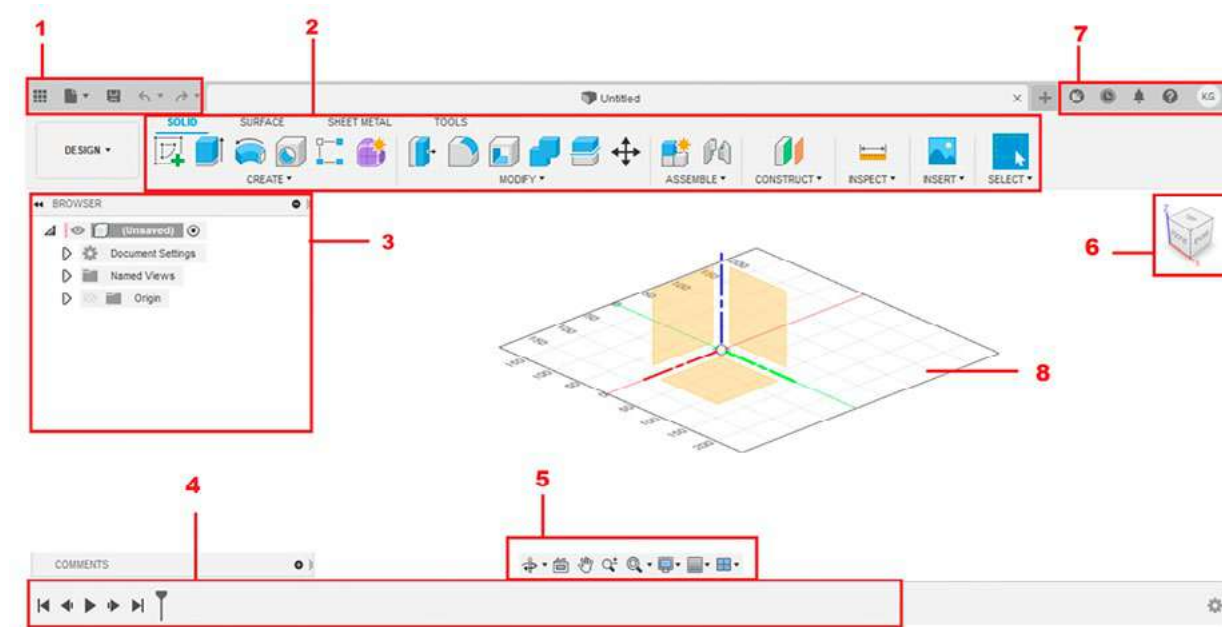 1
2
7
Untitled
KG
DESIGN ▾
SOLID SURFACE SHEET METAL TOOLS
CREATE ▾ MODIFY ▾ ASSEMBLE ▾ CONSTRUCT ▾ INSPECT ▾ INSERT ▾ SELECT ▾
BROWSER
(Unsaved)
Document Settings
Named Views
Origin
3
Z
6
8
4
5
COMMENTS